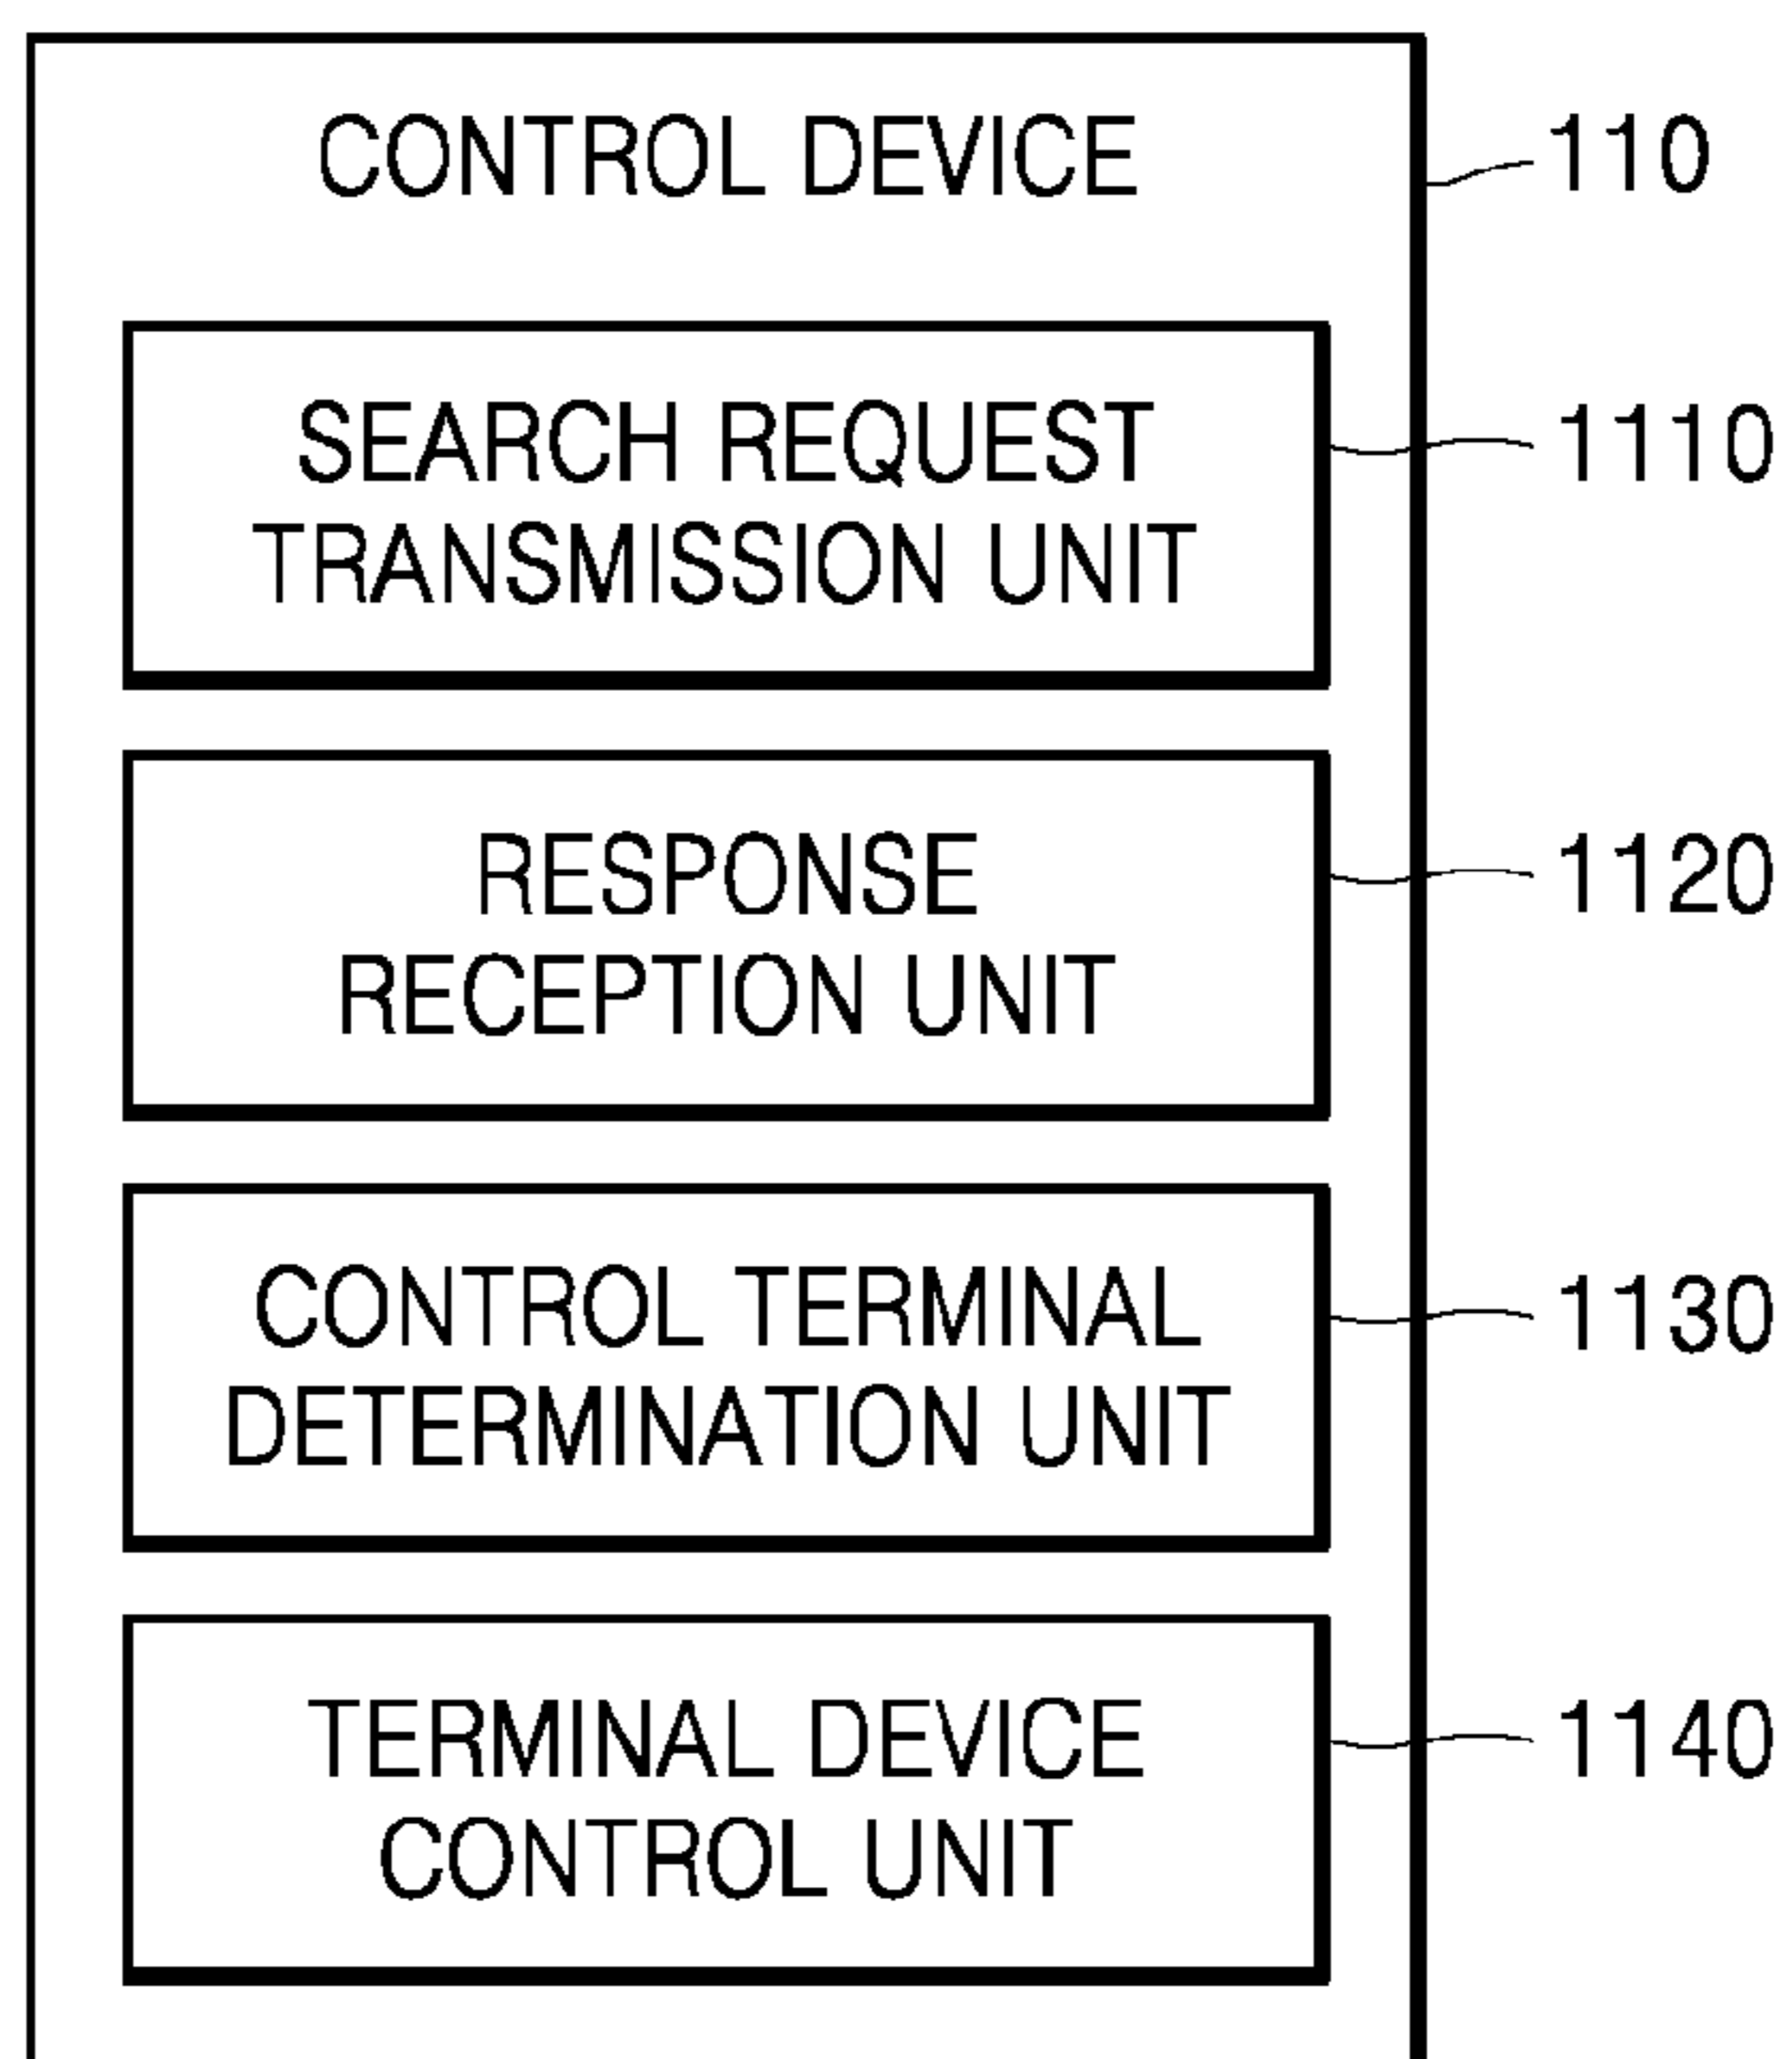 CONTROL DEVICE
110
SEARCH REQUEST
TRANSMISSION UNIT
1110
RESPONSE
RECEPTION UNIT
1120
CONTROL TERMINAL
DETERMINATION UNIT
1130
TERMINAL DEVICE
CONTROL UNIT
1140